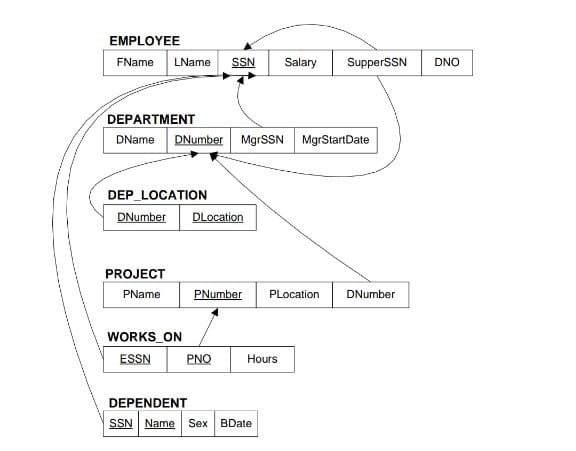 EMPLOYEE
FName LName SSN Salary SupperSSN DNO
DEPARTMENT
DName DNumber MgrSSN MgrStartDate
DEP_LOCATION
DNumber DLocation
PROJECT
PName PNumber PLocation DNumber
WORKS_ON
ESSN PNO Hours
DEPENDENT
SSN Name Sex BDate